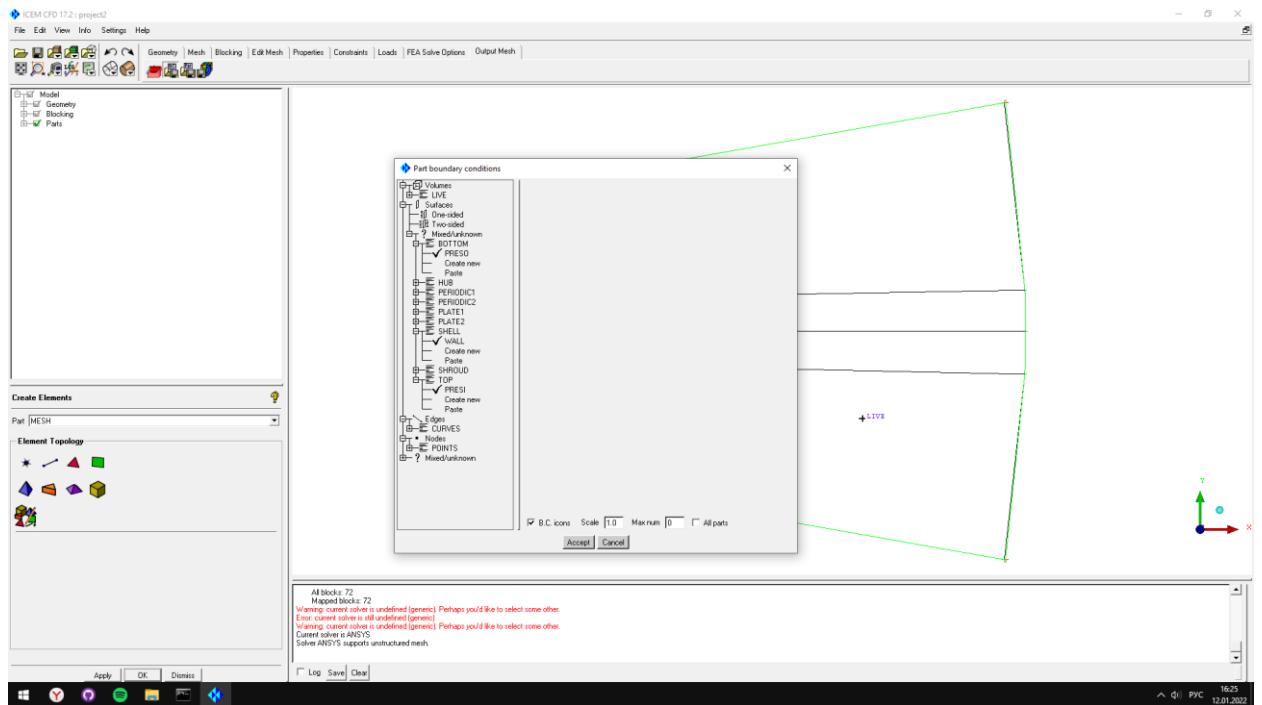 ICEM CFD 17.2 : project2
File Edit View Info Settings Help
Geometry Mesh Blocking Edit Mesh Properties Constraints Loads FEA Solve Options Output Mesh
Model
Geometry
Blocking
Parts
Create Elements
Part MESH
Element Topology
Apply OK Dismiss
Part boundary conditions
Volumes
LIVE
Surfaces
One-sided
Two-sided
Mixed/unknown
BOTTOM
PRESO
Create new
Paste
HUB
PERIODIC1
PERIODIC2
PLATE1
PLATE2
SHELL
WALL
Create new
Paste
SHROUD
TOP
PRESI
Create new
Paste
Edges
CURVES
Nodes
POINTS
Mixed/unknown
B.C. icons Scale 1.0 Max num 0 All parts
Accept Cancel
LIVE
Y
X
All blocks: 72
Mapped blocks: 72
Warning: current solver is undefined (generic). Perhaps you'd like to select some other.
Error: current solver is still undefined (generic)
Warning: current solver is undefined (generic). Perhaps you'd like to select some other.
Current solver is ANSYS
Solver ANSYS supports unstructured mesh.
Log Save Clear
РУС
16:25
12.01.2022